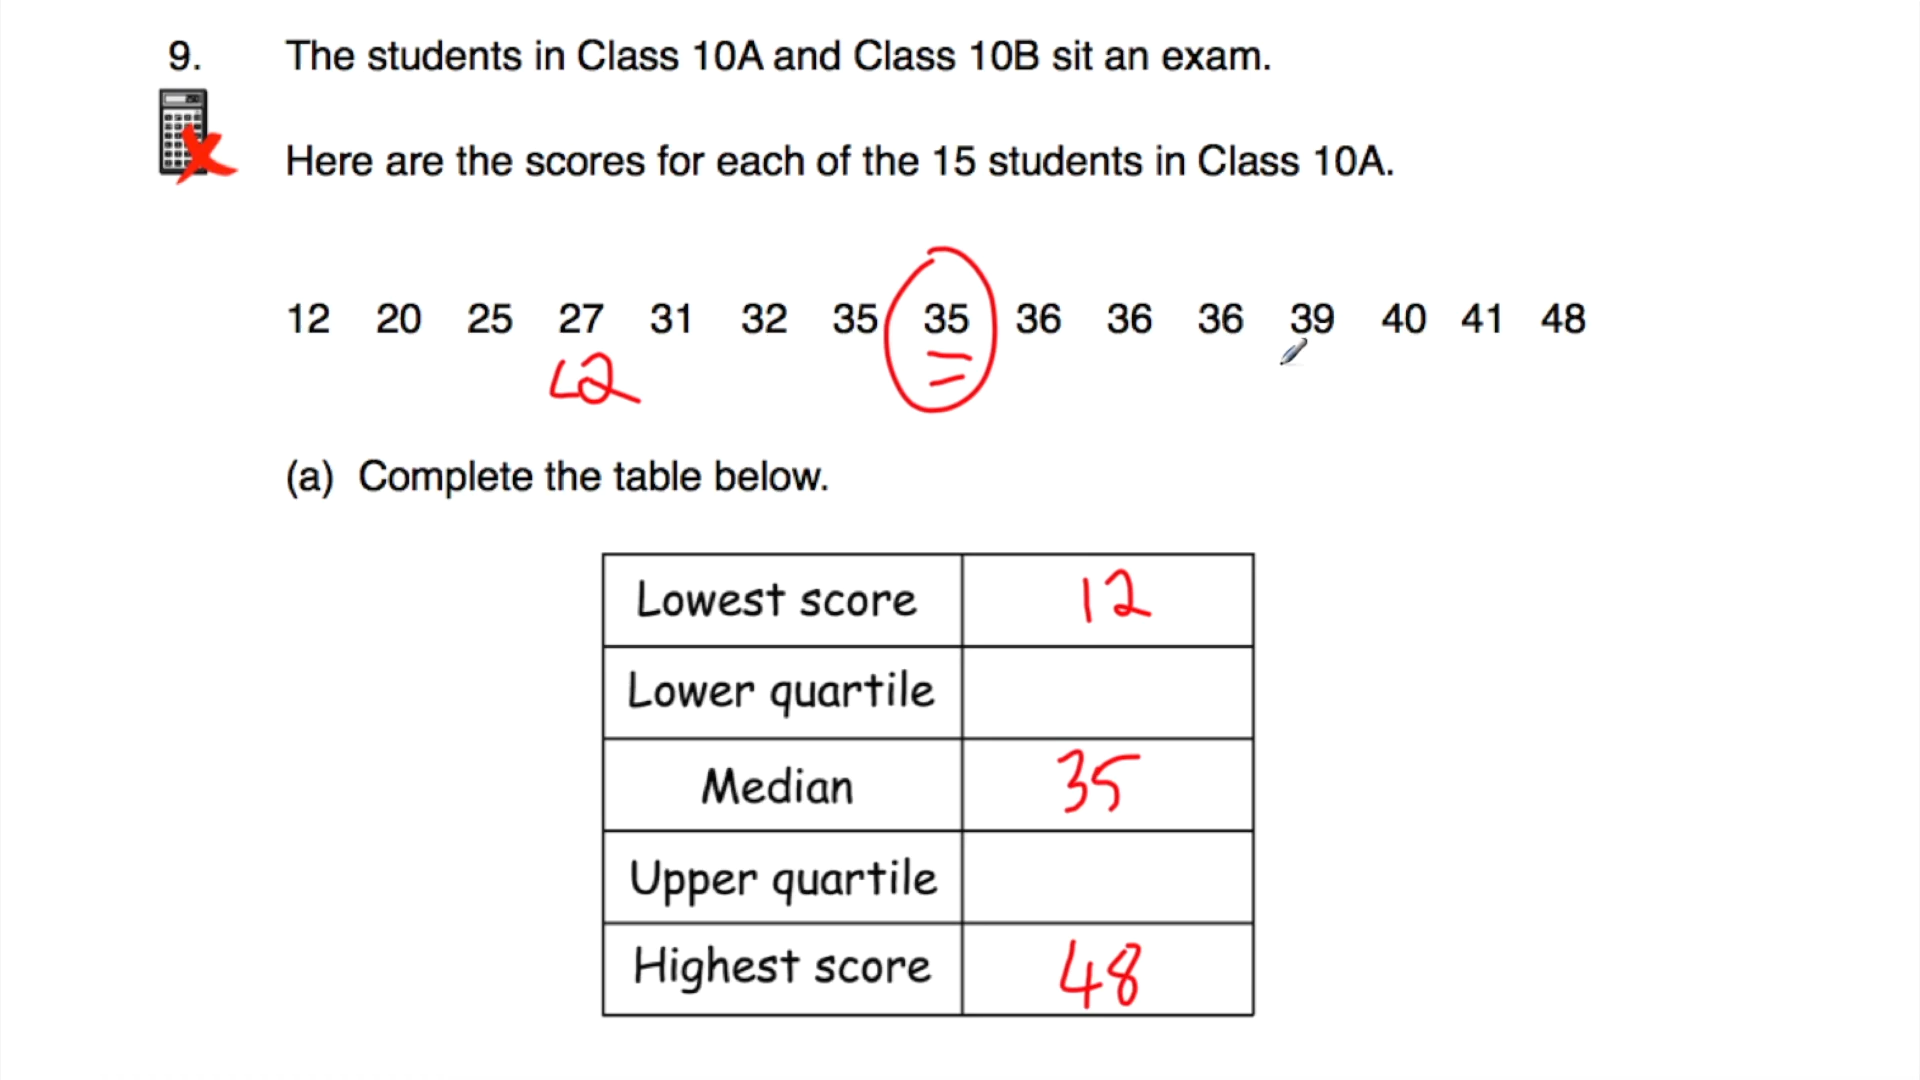 9. The students in Class 10A and Class 10B sit an exam.
Here are the scores for each of the 15 students in Class 10A.
12 20 25 27 31 32 35 35 36 36 36 39 40 41 48
LQ
(a) Complete the table below.
Lowest score 12
Lower quartile
Median 35
Upper quartile
Highest score 48